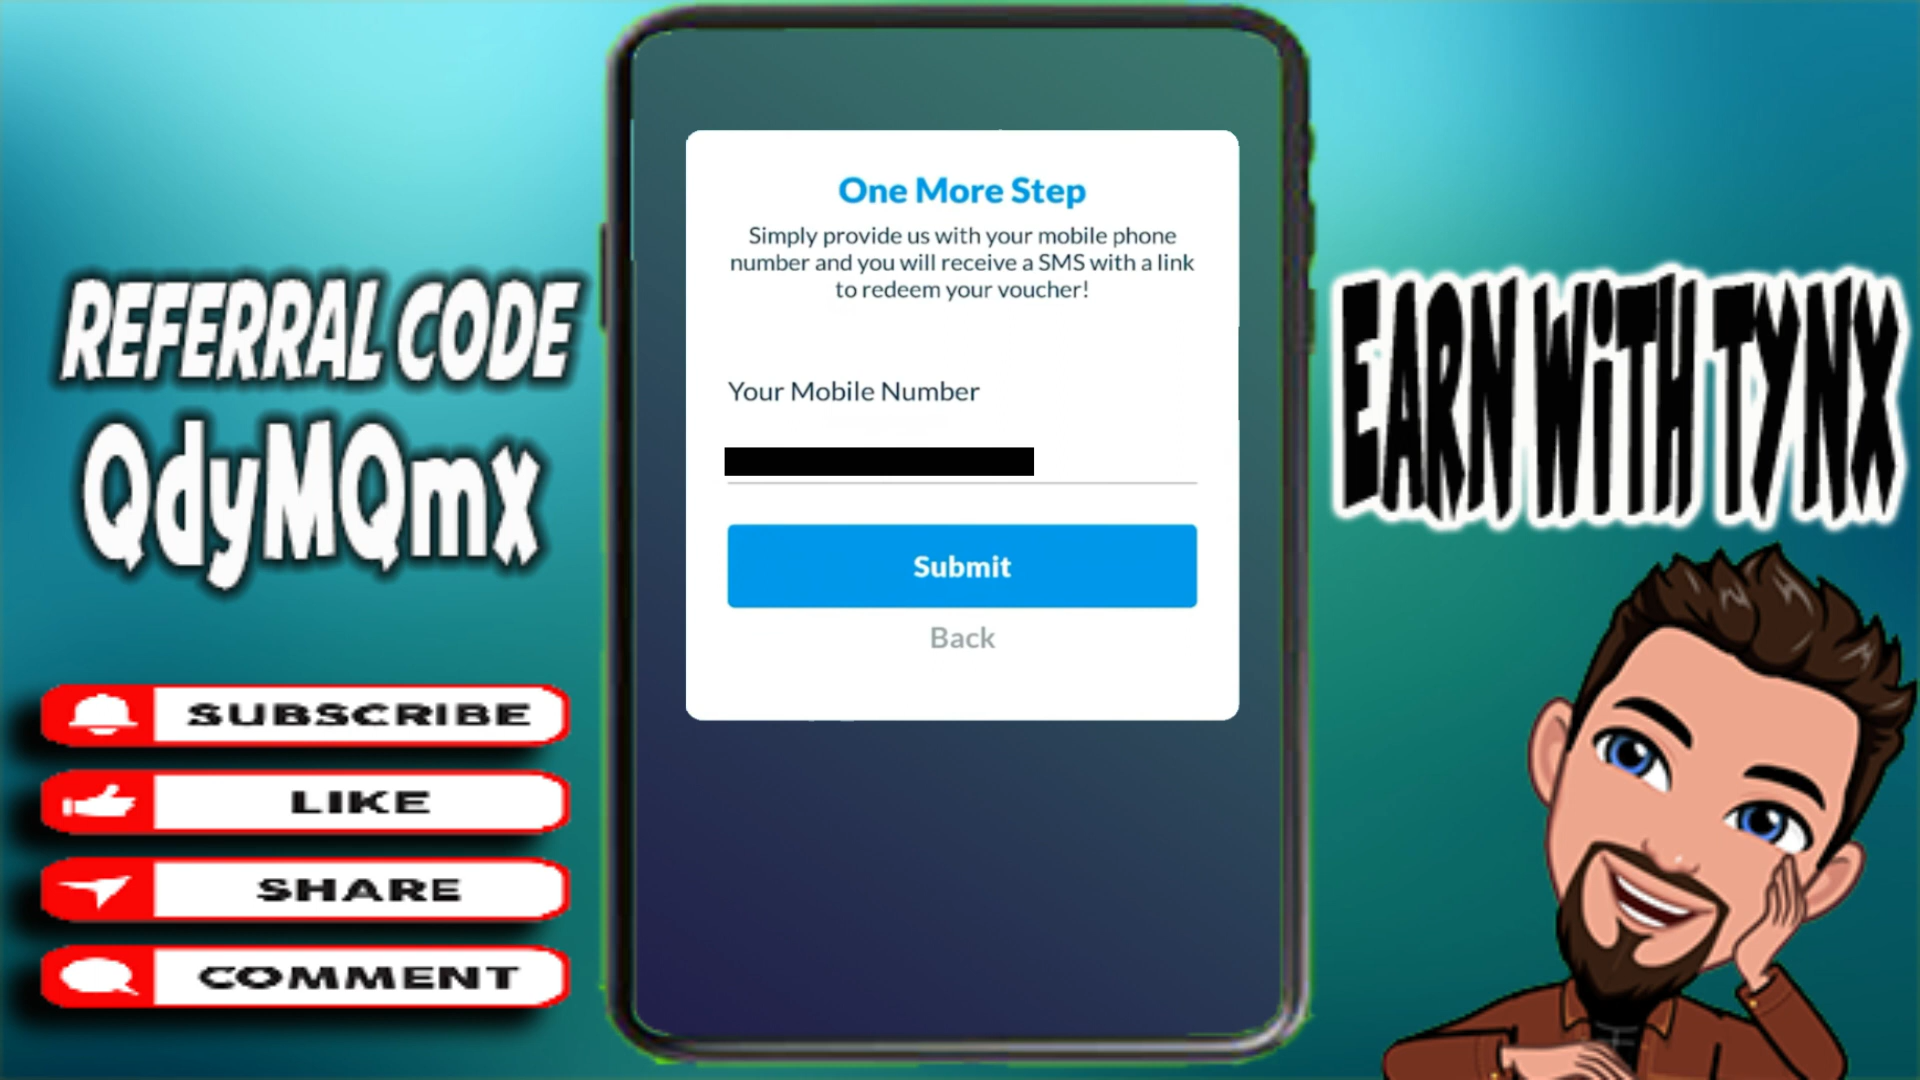 REFERRAL CODE
QdyMQmx
SUBSCRIBE
LIKE
SHARE
COMMENT
One More Step
Simply provide us with your mobile phone
number and you will receive a SMS with a link
to redeem your voucher!
Your Mobile Number
Submit
Back
EARN WiTH TYNX